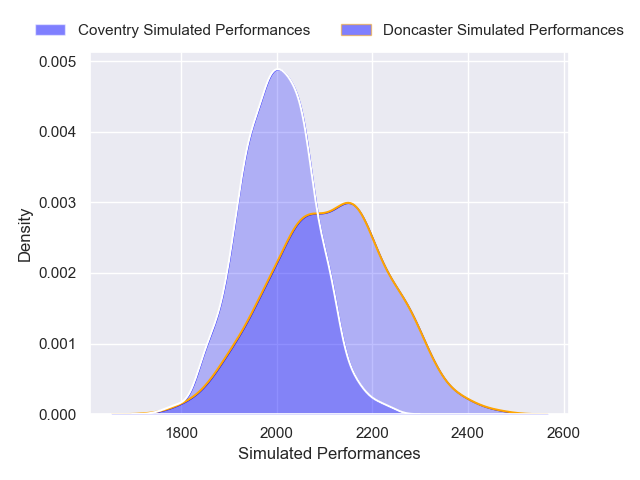 Coventry Simulated Performances
Doncaster Simulated Performances
0.005
0.004
0.003
0.002
0.001
0.000
Density
1800
2000
2200
2400
2600
Simulated Performances